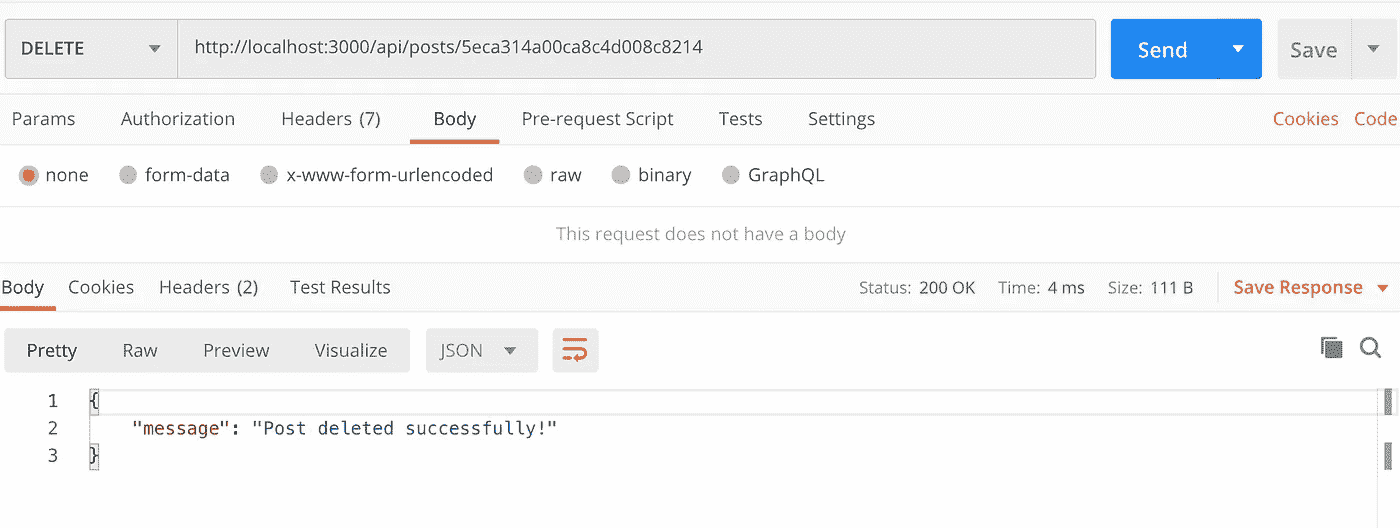 DELETE http://localhost:3000/api/posts/5eca314a00ca8c4d008c8214 Send Save
Params Authorization Headers (7) Body Pre-request Script Tests Settings Cookies Code
none form-data x-www-form-urlencoded raw binary GraphQL
This request does not have a body
Body Cookies Headers (2) Test Results Status: 200 OK Time: 4 ms Size: 111 B Save Response
Pretty Raw Preview Visualize JSON
1 {
2 "message": "Post deleted successfully!"
3 }